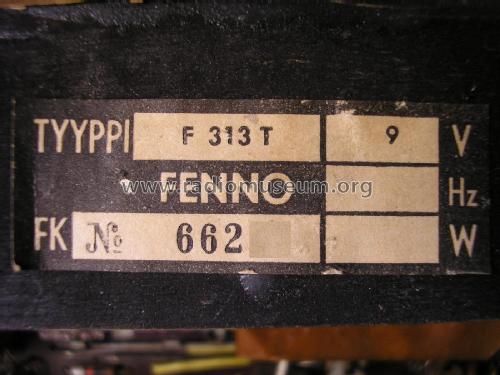 TYYPPI F 313 T 9 V
www.radiomuseum.org
FENNO Hz
FK № 662 W